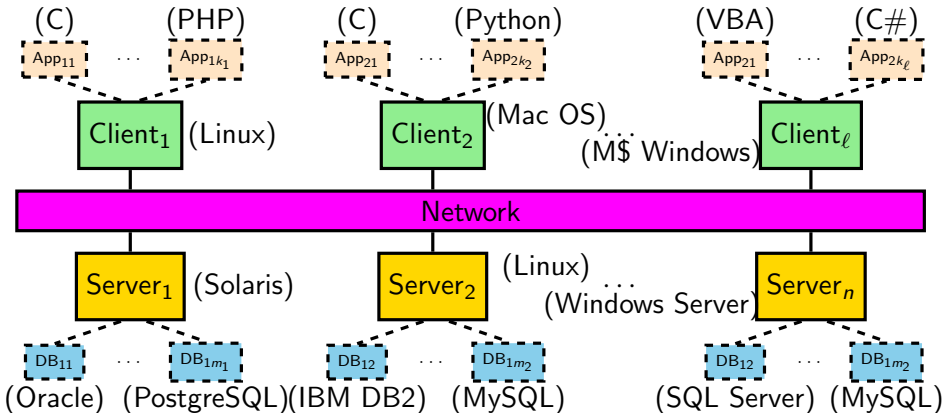 (C) (PHP) (C) (Python) (VBA) (C#)
App₁₁ ... App₁ₖ₁ App₂₁ ... App₂ₖ₂ App₂₁ ... App₂ₖℓ
Client₁ (Linux) Client₂ (Mac OS) ... (M$ Windows) Clientℓ
Network
Server₁ (Solaris) Server₂ (Linux) ... (Windows Server) Serverₙ
DB₁₁ ... DB₁ₘ₁ DB₁₂ ... DB₁ₘ₂ DB₁₂ ... DB₁ₘ₂
(Oracle) (PostgreSQL) (IBM DB2) (MySQL) (SQL Server) (MySQL)